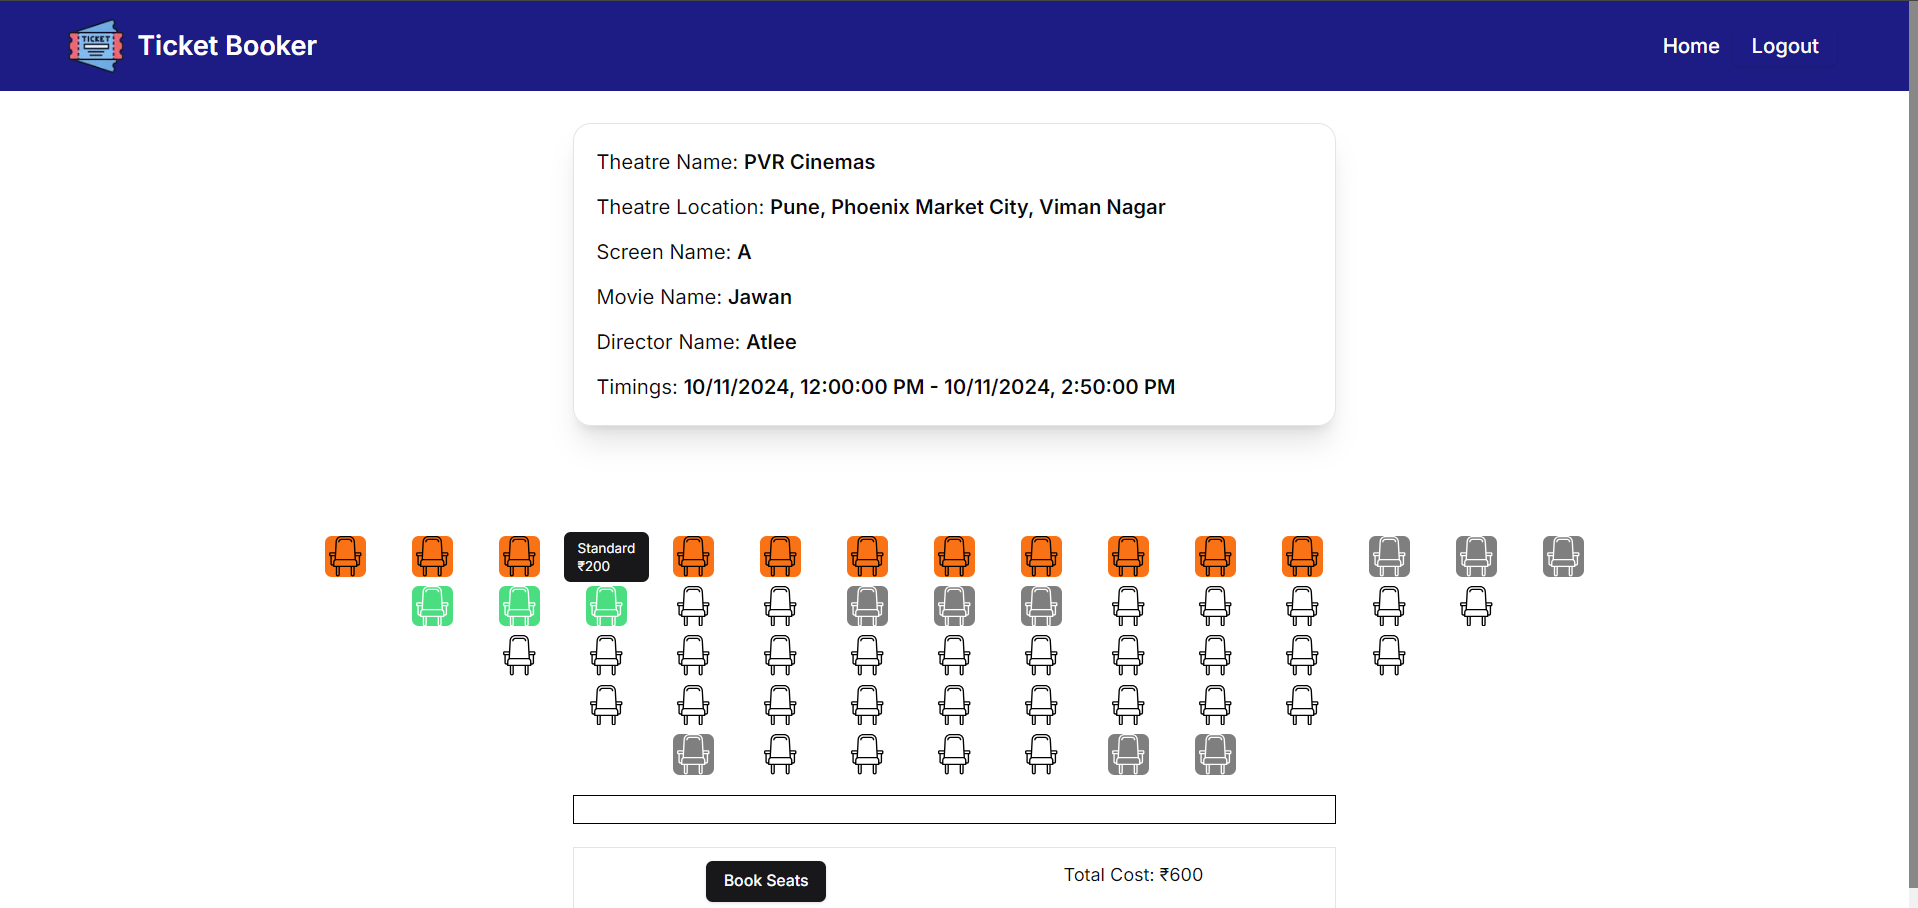 TICKET
Ticket Booker
Home
Logout
Theatre Name: PVR Cinemas
Theatre Location: Pune, Phoenix Market City, Viman Nagar
Screen Name: A
Movie Name: Jawan
Director Name: Atlee
Timings: 10/11/2024, 12:00:00 PM - 10/11/2024, 2:50:00 PM
Standard
₹200
Book Seats
Total Cost: ₹600